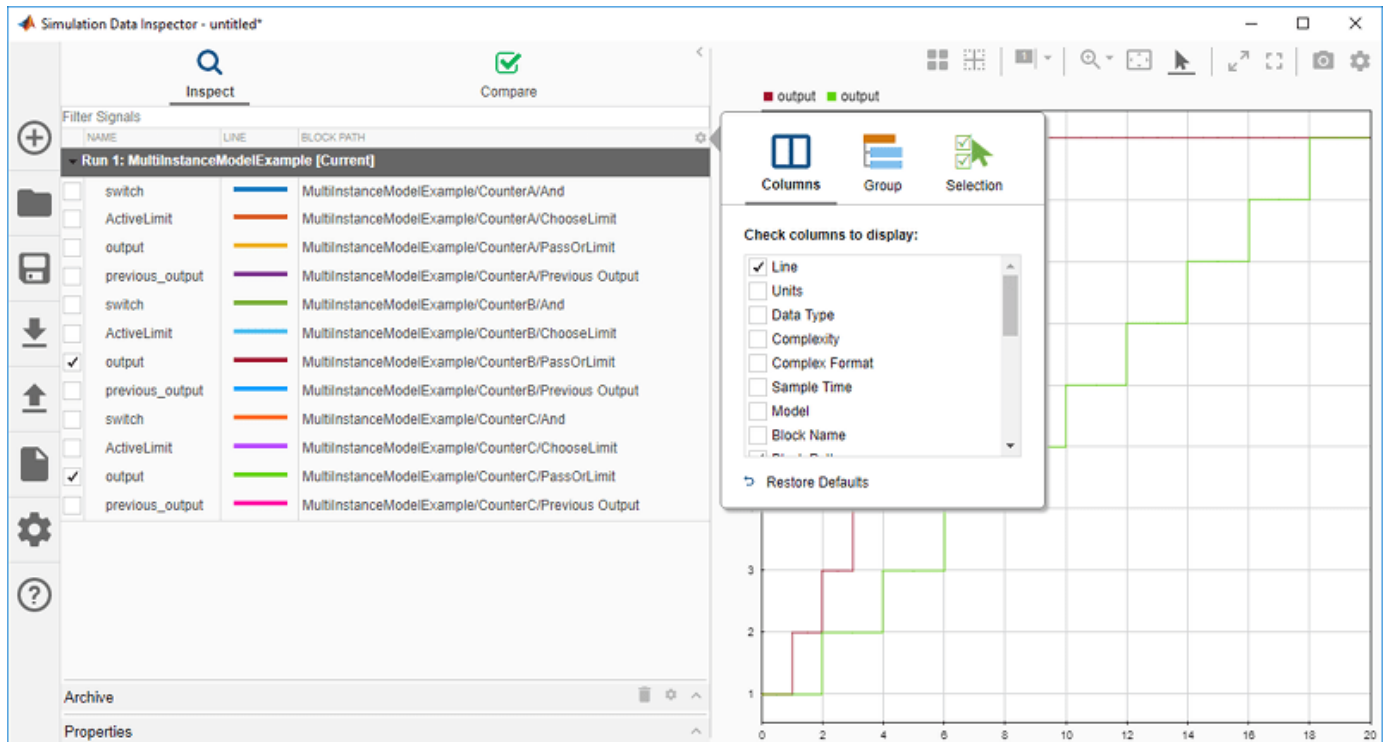 Simulation Data Inspector - untitled*
Inspect
Compare
Filter Signals
NAME LINE BLOCK PATH
Run 1: MultiInstanceModelExample [Current]
switch MultiInstanceModelExample/CounterA/And
ActiveLimit MultiInstanceModelExample/CounterA/ChooseLimit
output MultiInstanceModelExample/CounterA/PassOrLimit
previous_output MultiInstanceModelExample/CounterA/Previous Output
switch MultiInstanceModelExample/CounterB/And
ActiveLimit MultiInstanceModelExample/CounterB/ChooseLimit
output MultiInstanceModelExample/CounterB/PassOrLimit
previous_output MultiInstanceModelExample/CounterB/Previous Output
switch MultiInstanceModelExample/CounterC/And
ActiveLimit MultiInstanceModelExample/CounterC/ChooseLimit
output MultiInstanceModelExample/CounterC/PassOrLimit
previous_output MultiInstanceModelExample/CounterC/Previous Output
Archive
Properties
1
output output
Columns
Group
Selection
Check columns to display:
Line
Units
Data Type
Complexity
Complex Format
Sample Time
Model
Block Name
Restore Defaults
3
2
1
0 2 4 6 8 10 12 14 16 18 20